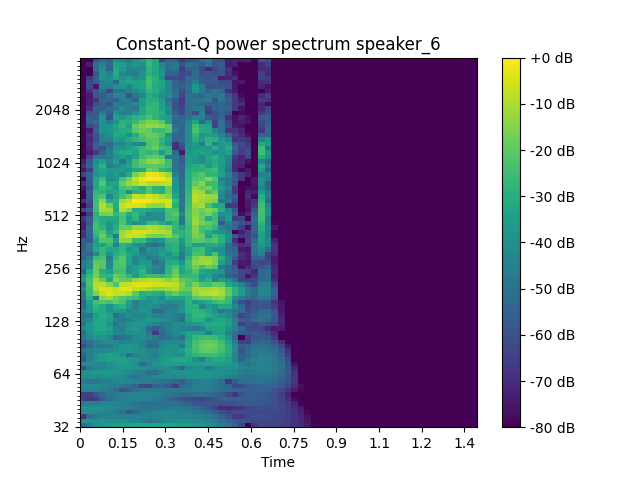 Constant-Q power spectrum speaker_6
Hz
2048
1024
512
256
128
64
32
0 0.15 0.3 0.45 0.6 0.75 0.9 1.1 1.2 1.4
Time
+0 dB
-10 dB
-20 dB
-30 dB
-40 dB
-50 dB
-60 dB
-70 dB
-80 dB